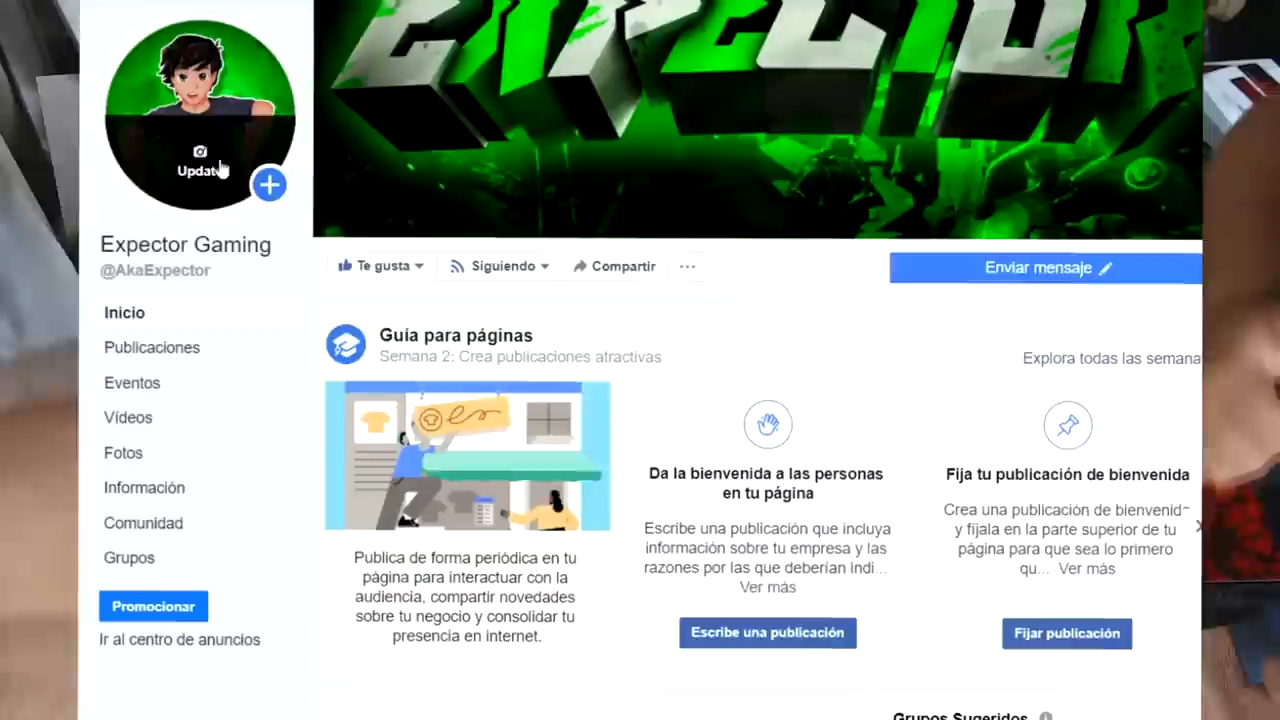 Update
Expector Gaming
@AkaExpector
Inicio
Publicaciones
Eventos
Vídeos
Fotos
Información
Comunidad
Grupos
Promocionar
Ir al centro de anuncios
Te gusta
Siguiendo
Compartir
Enviar mensaje
Guía para páginas
Semana 2: Crea publicaciones atractivas
Explora todas las semana
Publica de forma periódica en tu
página para interactuar con la
audiencia, compartir novedades
sobre tu negocio y consolidar tu
presencia en internet.
Da la bienvenida a las personas
en tu página
Escribe una publicación que incluya
información sobre tu empresa y las
razones por las que deberían indi...
Ver más
Escribe una publicación
Fija tu publicación de bienvenida
Crea una publicación de bienvenid
y fíjala en la parte superior de tu
página para que sea lo primero
qu... Ver más
Fijar publicación
Grupos Sugeridos